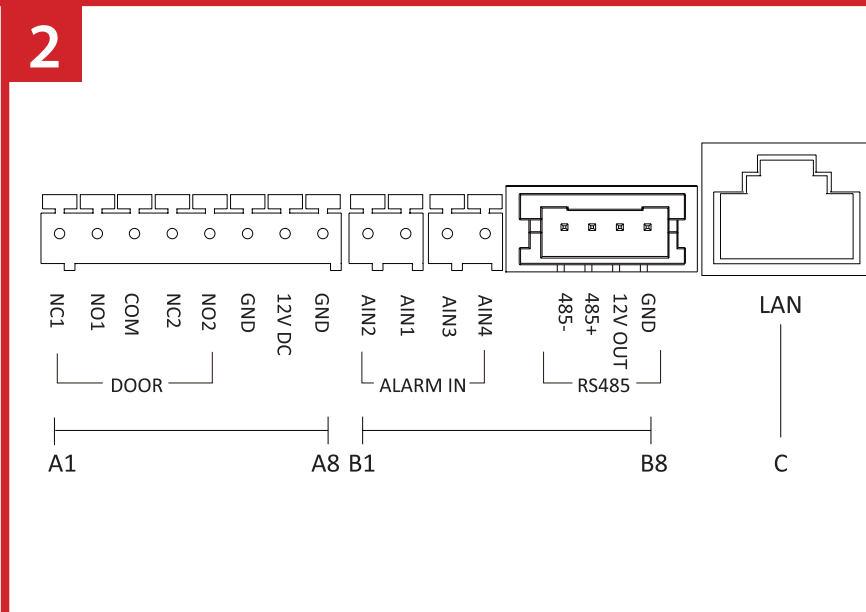 2
NC1 NO1 COM NC2 NO2 GND 12V DC GND AIN2 AIN1 AIN3 AIN4 485- 485+ 12V OUT GND LAN
DOOR ALARM IN RS485
A1 A8 B1 B8 C